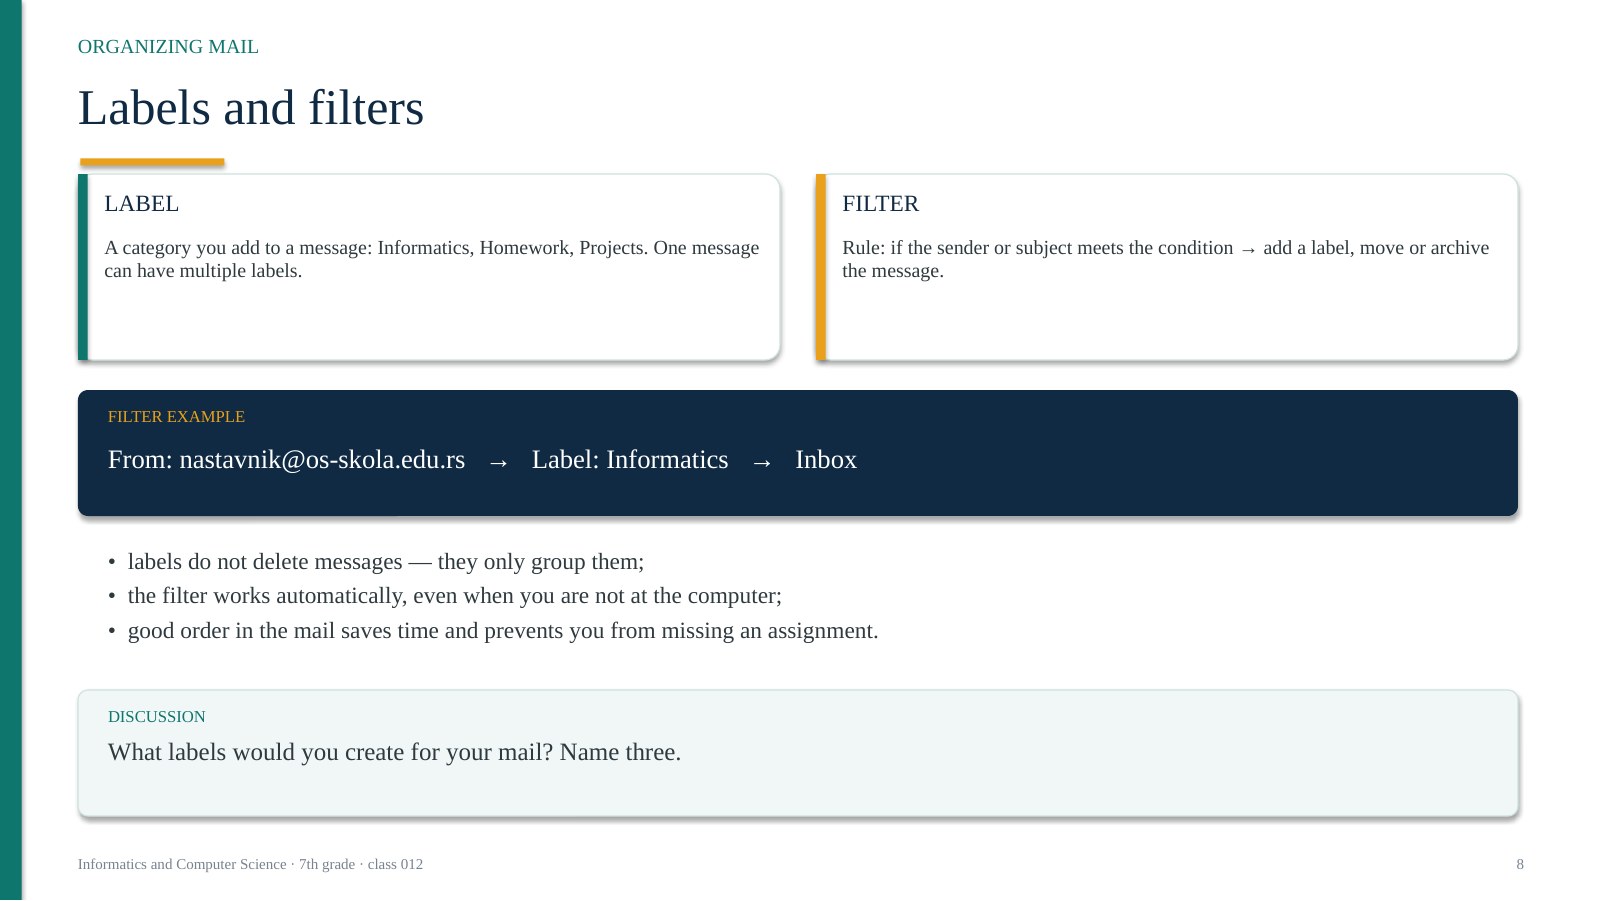 ORGANIZING MAIL
Labels and filters
LABEL
A category you add to a message: Informatics, Homework, Projects. One message
can have multiple labels.
FILTER
Rule: if the sender or subject meets the condition → add a label, move or archive
the message.
FILTER EXAMPLE
From: nastavnik@os-skola.edu.rs → Label: Informatics → Inbox
• labels do not delete messages — they only group them;
• the filter works automatically, even when you are not at the computer;
• good order in the mail saves time and prevents you from missing an assignment.
DISCUSSION
What labels would you create for your mail? Name three.
Informatics and Computer Science · 7th grade · class 012
8